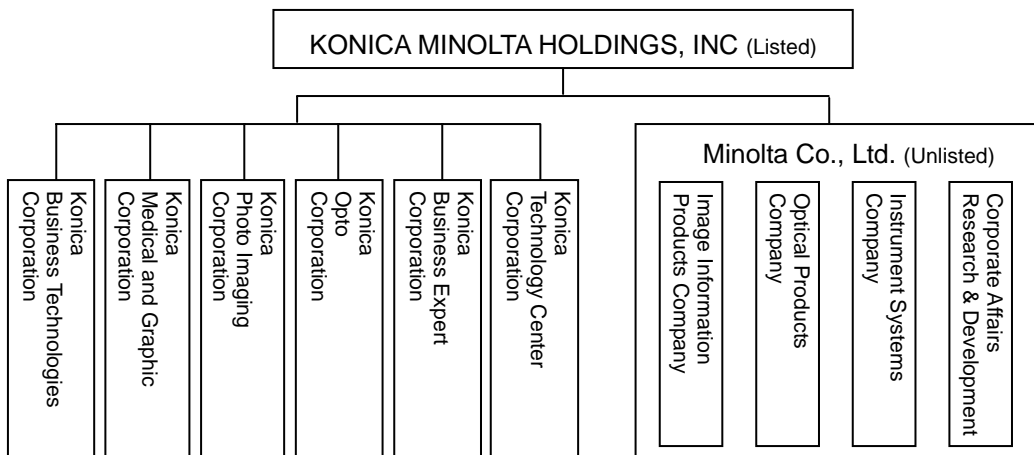 KONICA MINOLTA HOLDINGS, INC (Listed)
Minolta Co., Ltd. (Unlisted)
Konica
Business Technologies
Corporation
Konica
Medical and Graphic
Corporation
Konica
Photo Imaging
Corporation
Konica
Opto
Corporation
Konica
Business Expert
Corporation
Konica
Technology Center
Corporation
Image Information
Products Company
Optical Products
Company
Instrument Systems
Company
Corporate Affairs
Research & Development